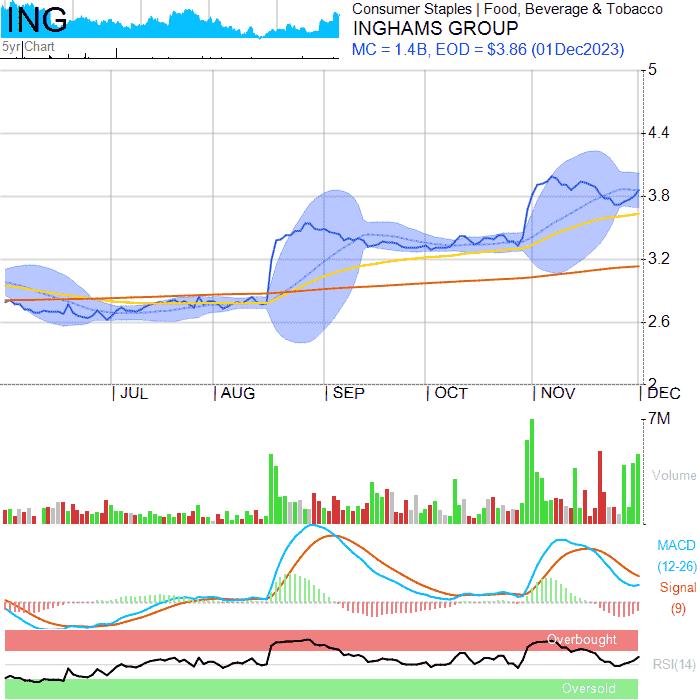 ING
5yr Chart
Consumer Staples | Food, Beverage & Tobacco
INGHAMS GROUP
MC = 1.4B, EOD = $3.86 (01Dec2023)
5
4.4
3.8
3.2
2.6
2
JUL
AUG
SEP
OCT
NOV
DEC
7M
Volume
MACD
(12-26)
Signal
(9)
Overbought
RSI(14)
Oversold